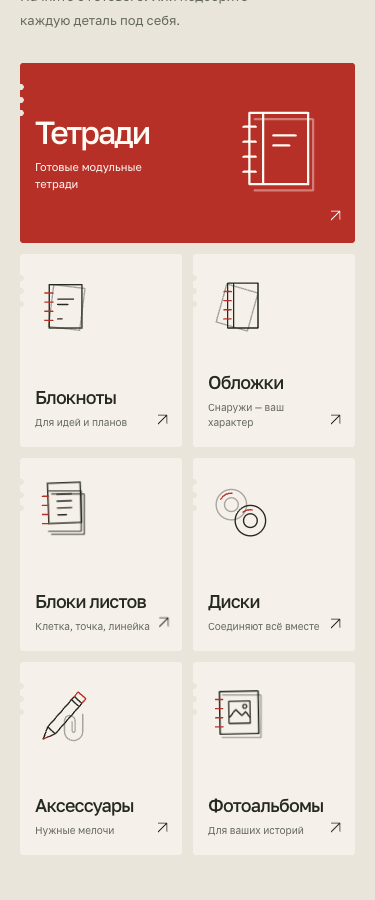 каждую деталь под себя.
Тетради
Готовые модульные
тетради
Блокноты
Для идей и планов
Обложки
Снаружи — ваш
характер
Блоки листов
Клетка, точка, линейка
Диски
Соединяют всё вместе
Аксессуары
Нужные мелочи
Фотоальбомы
Для ваших историй